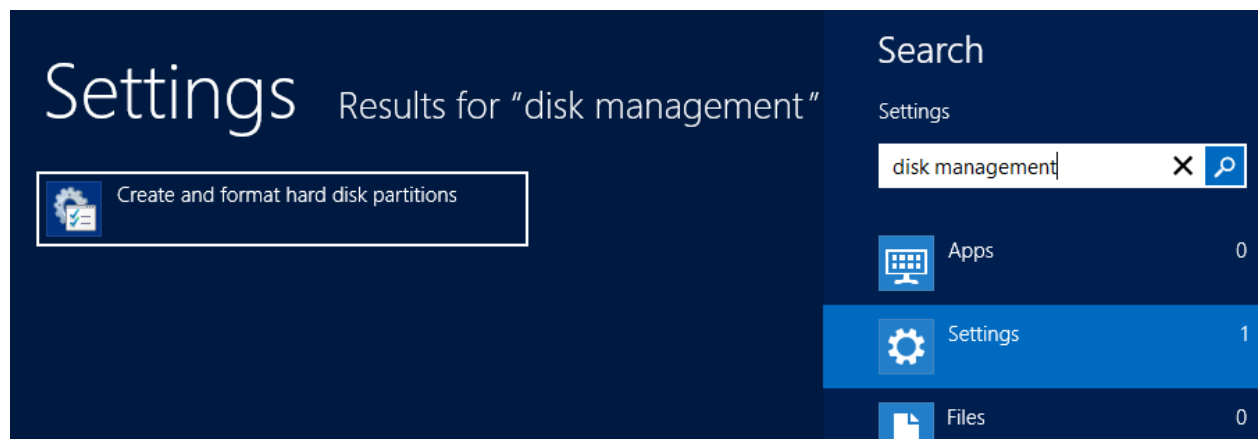 Settings Results for "disk management"
Create and format hard disk partitions
Search
Settings
disk management
Apps 0
Settings 1
Files 0